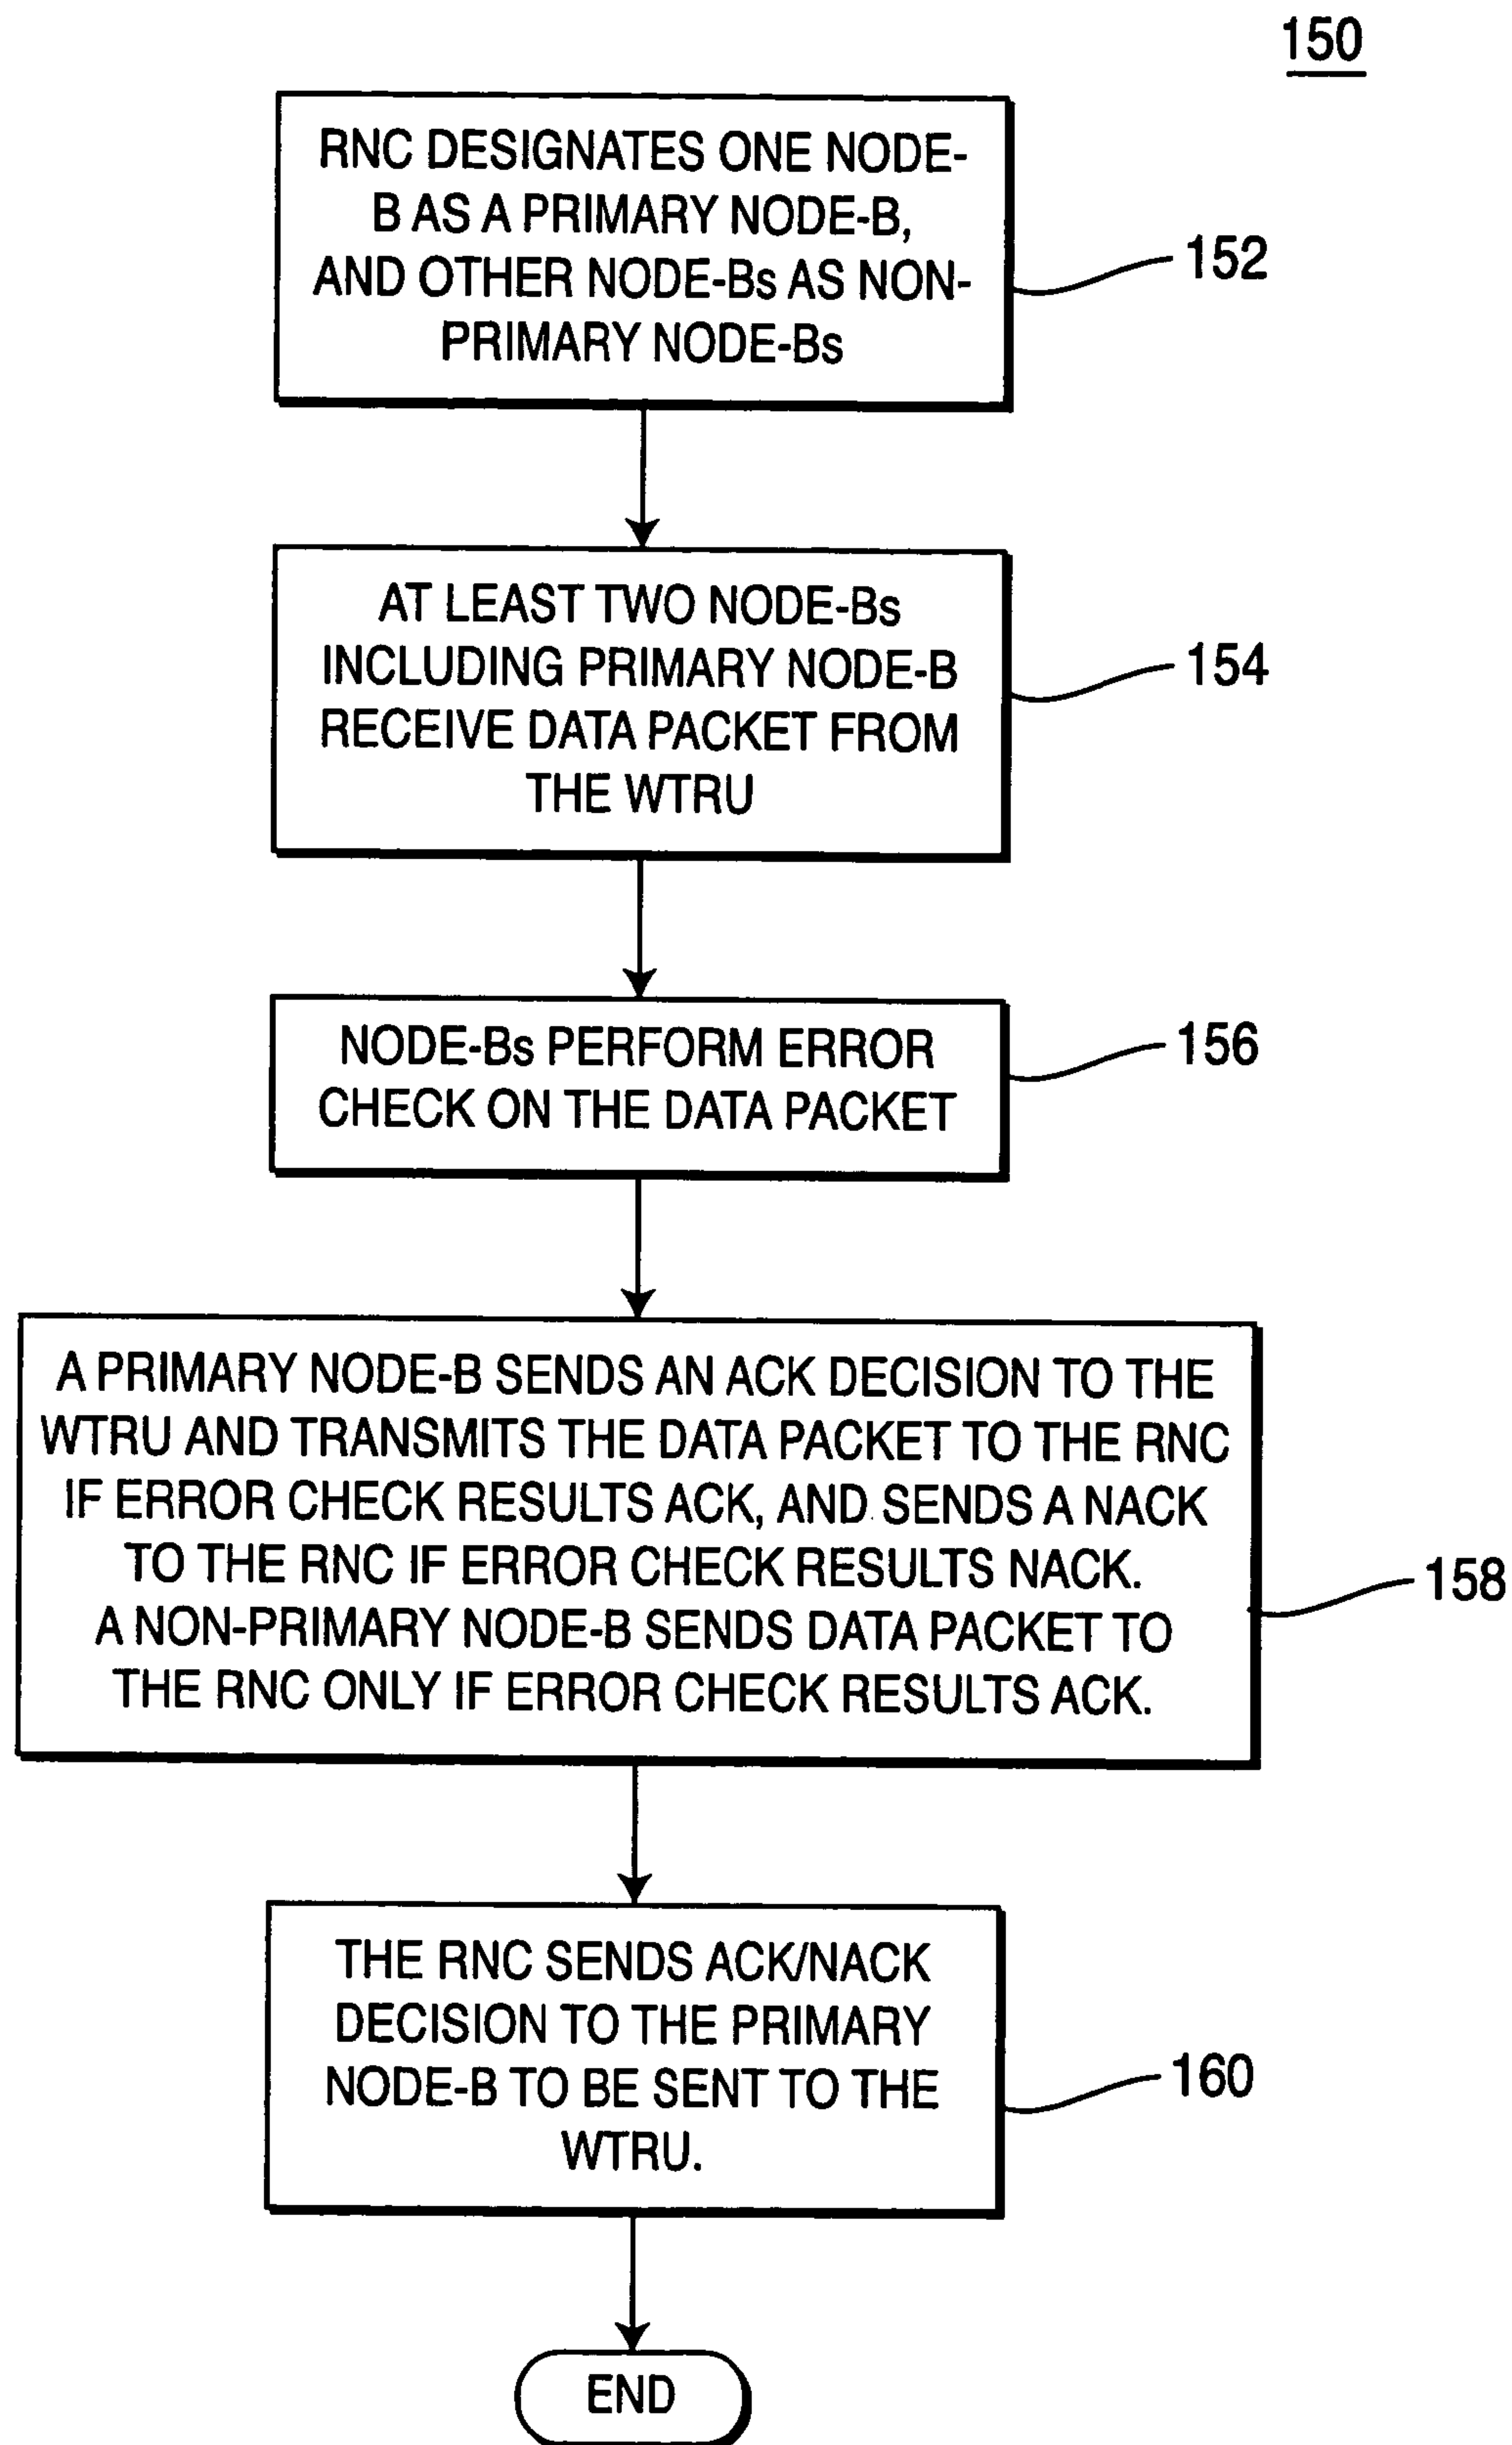 150
RNC DESIGNATES ONE NODE-
B AS A PRIMARY NODE-B,
AND OTHER NODE-Bs AS NON-
PRIMARY NODE-Bs
152
AT LEAST TWO NODE-Bs
INCLUDING PRIMARY NODE-B
RECEIVE DATA PACKET FROM
THE WTRU
154
NODE-Bs PERFORM ERROR
CHECK ON THE DATA PACKET
156
A PRIMARY NODE-B SENDS AN ACK DECISION TO THE
WTRU AND TRANSMITS THE DATA PACKET TO THE RNC
IF ERROR CHECK RESULTS ACK, AND SENDS A NACK
TO THE RNC IF ERROR CHECK RESULTS NACK.
A NON-PRIMARY NODE-B SENDS DATA PACKET TO
THE RNC ONLY IF ERROR CHECK RESULTS ACK.
158
THE RNC SENDS ACK/NACK
DECISION TO THE PRIMARY
NODE-B TO BE SENT TO THE
WTRU.
160
END